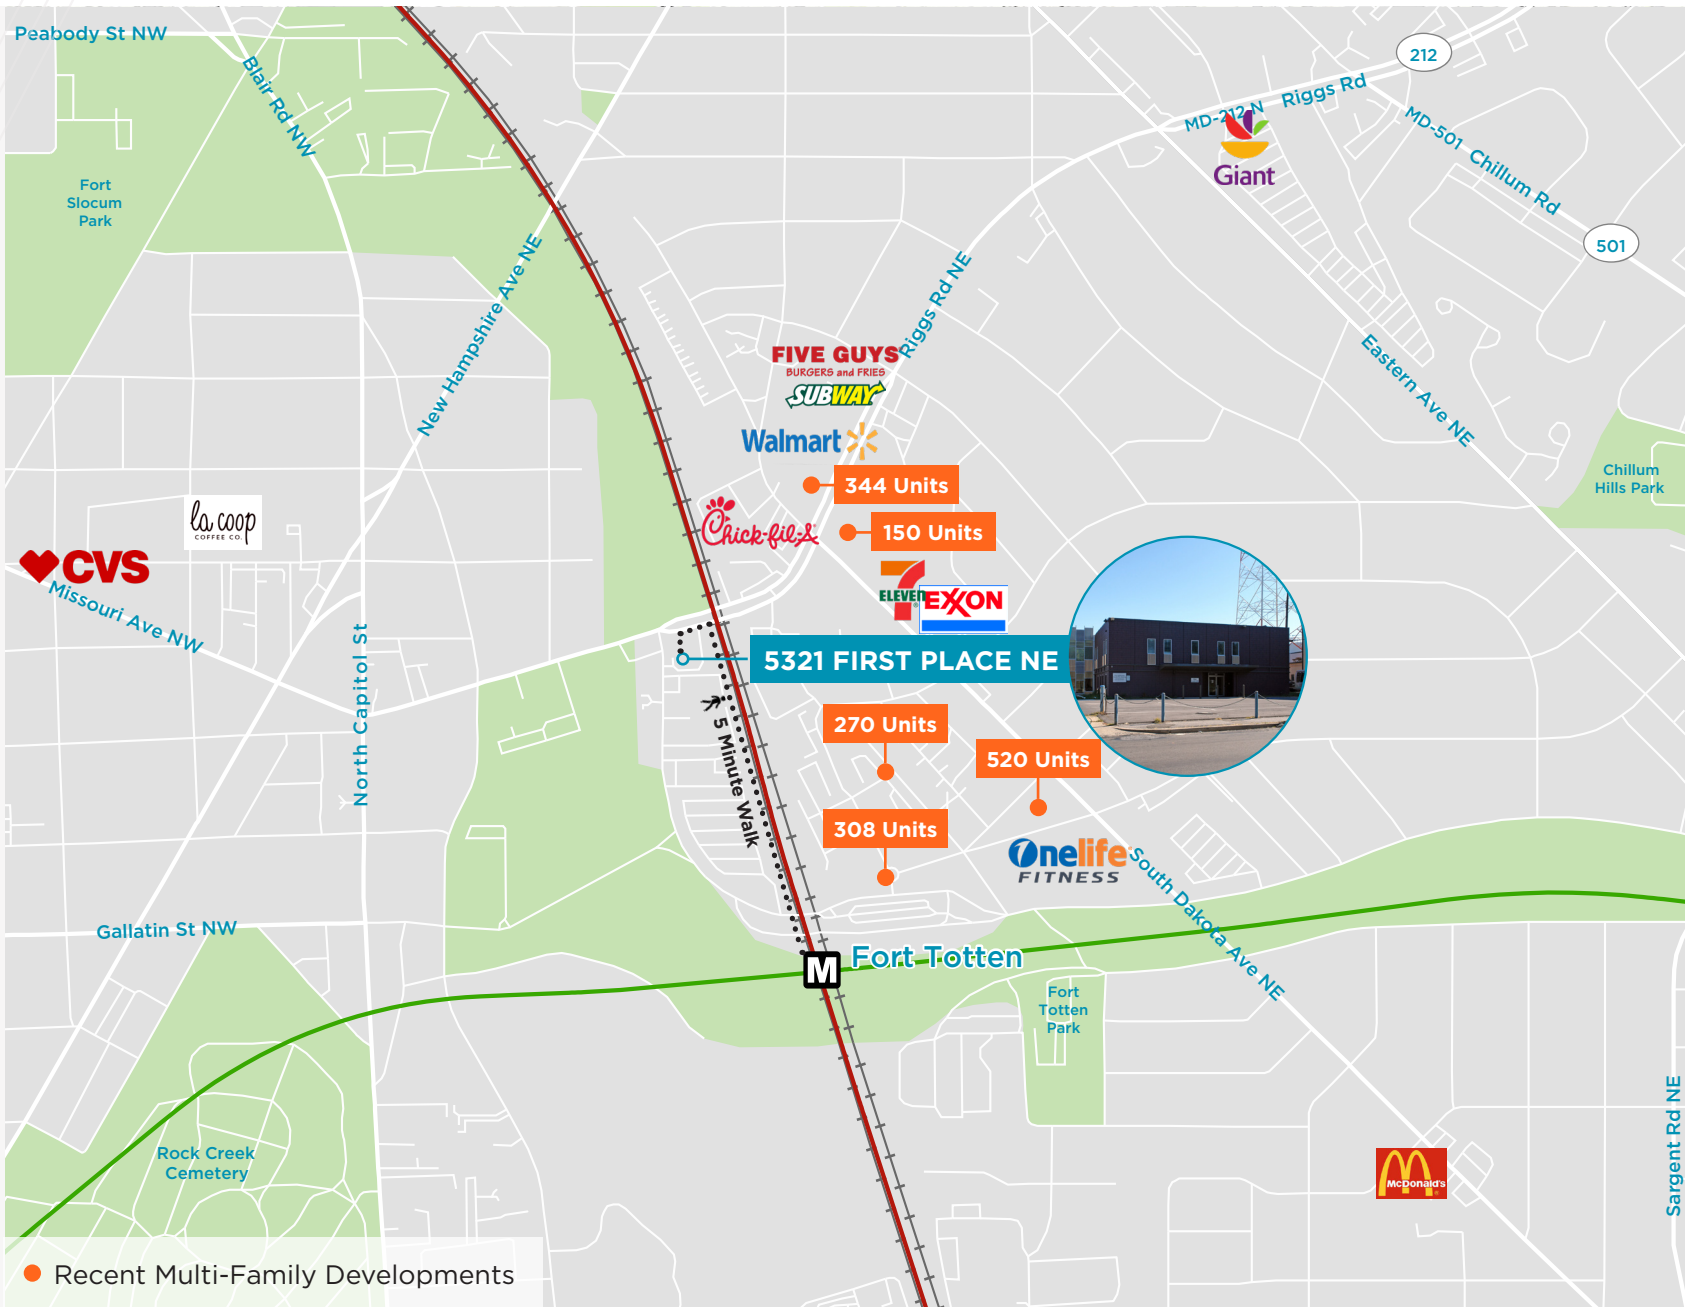 Peabody St NW
Blair Rd NW
212
Riggs Rd
MD-212 N
MD-501 Chillum Rd
Giant
Fort
Slocum
Park
501
New Hampshire Ave NE
Riggs Rd NE
FIVE GUYS
BURGERS and FRIES
SUBWAY
Eastern Ave NE
Walmart
344 Units
Chillum
Hills Park
la coop
COFFEE CO.
Chick-fil-A
150 Units
CVS
Missouri Ave NW
7
ELEVEN
EXXON
North Capitol St
5321 FIRST PLACE NE
270 Units
5 Minute Walk
520 Units
308 Units
Onelife
FITNESS
South Dakota Ave NE
Gallatin St NW
M
Fort Totten
Fort
Totten
Park
Sargent Rd NE
Rock Creek
Cemetery
McDonald's
Recent Multi-Family Developments